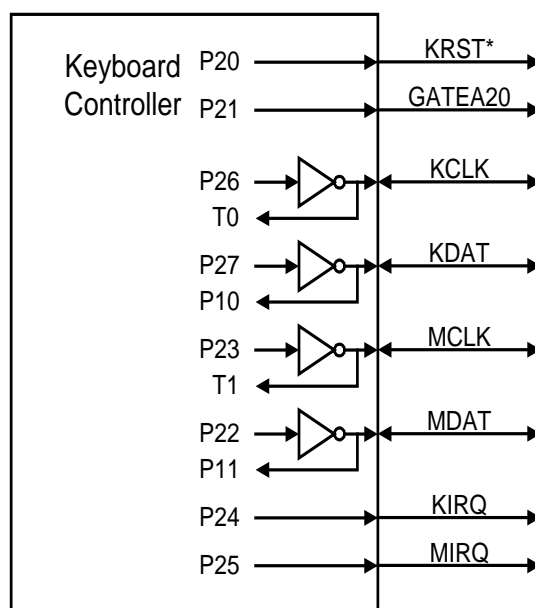 Keyboard
Controller
P20 KRST*
P21 GATEA20
P26 KCLK
T0
P27 KDAT
P10
P23 MCLK
T1
P22 MDAT
P11
P24 KIRQ
P25 MIRQ